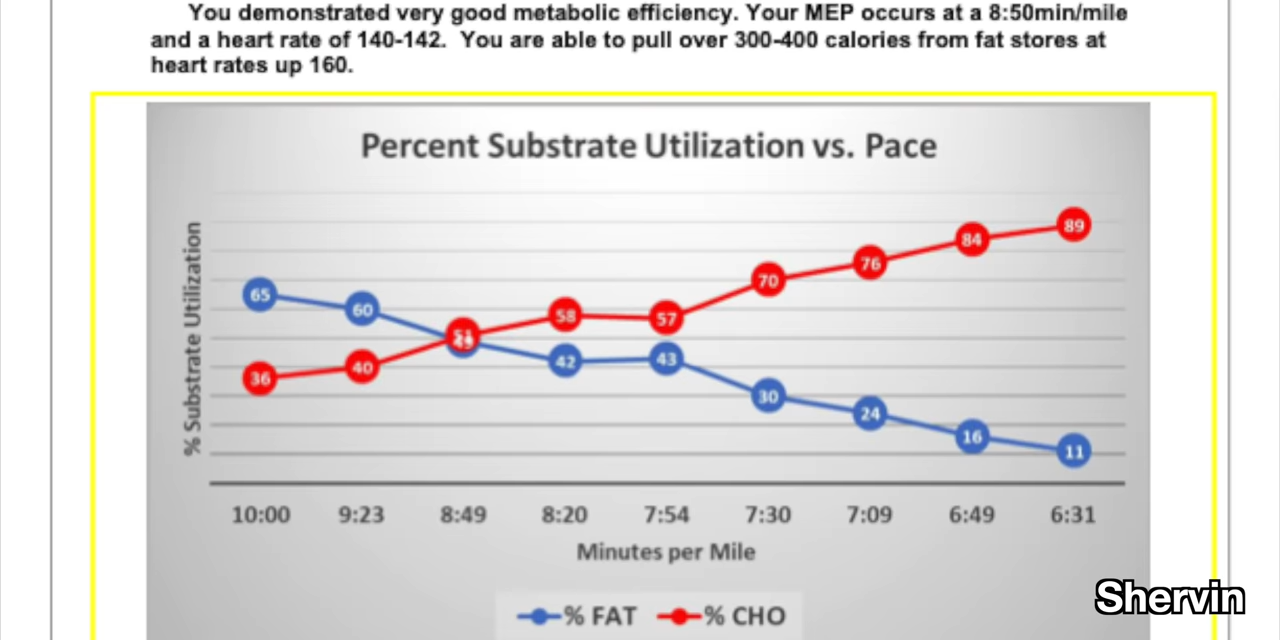 You demonstrated very good metabolic efficiency. Your MEP occurs at a 8:50min/mile
and a heart rate of 140-142.  You are able to pull over 300-400 calories from fat stores at
heart rates up 160.
Percent Substrate Utilization vs. Pace
% Substrate Utilization
65 60 42 43 30 24 16 11
36 40 51 58 57 70 76 84 89
10:00 9:23 8:49 8:20 7:54 7:30 7:09 6:49 6:31
Minutes per Mile
% FAT % CHO
Shervin